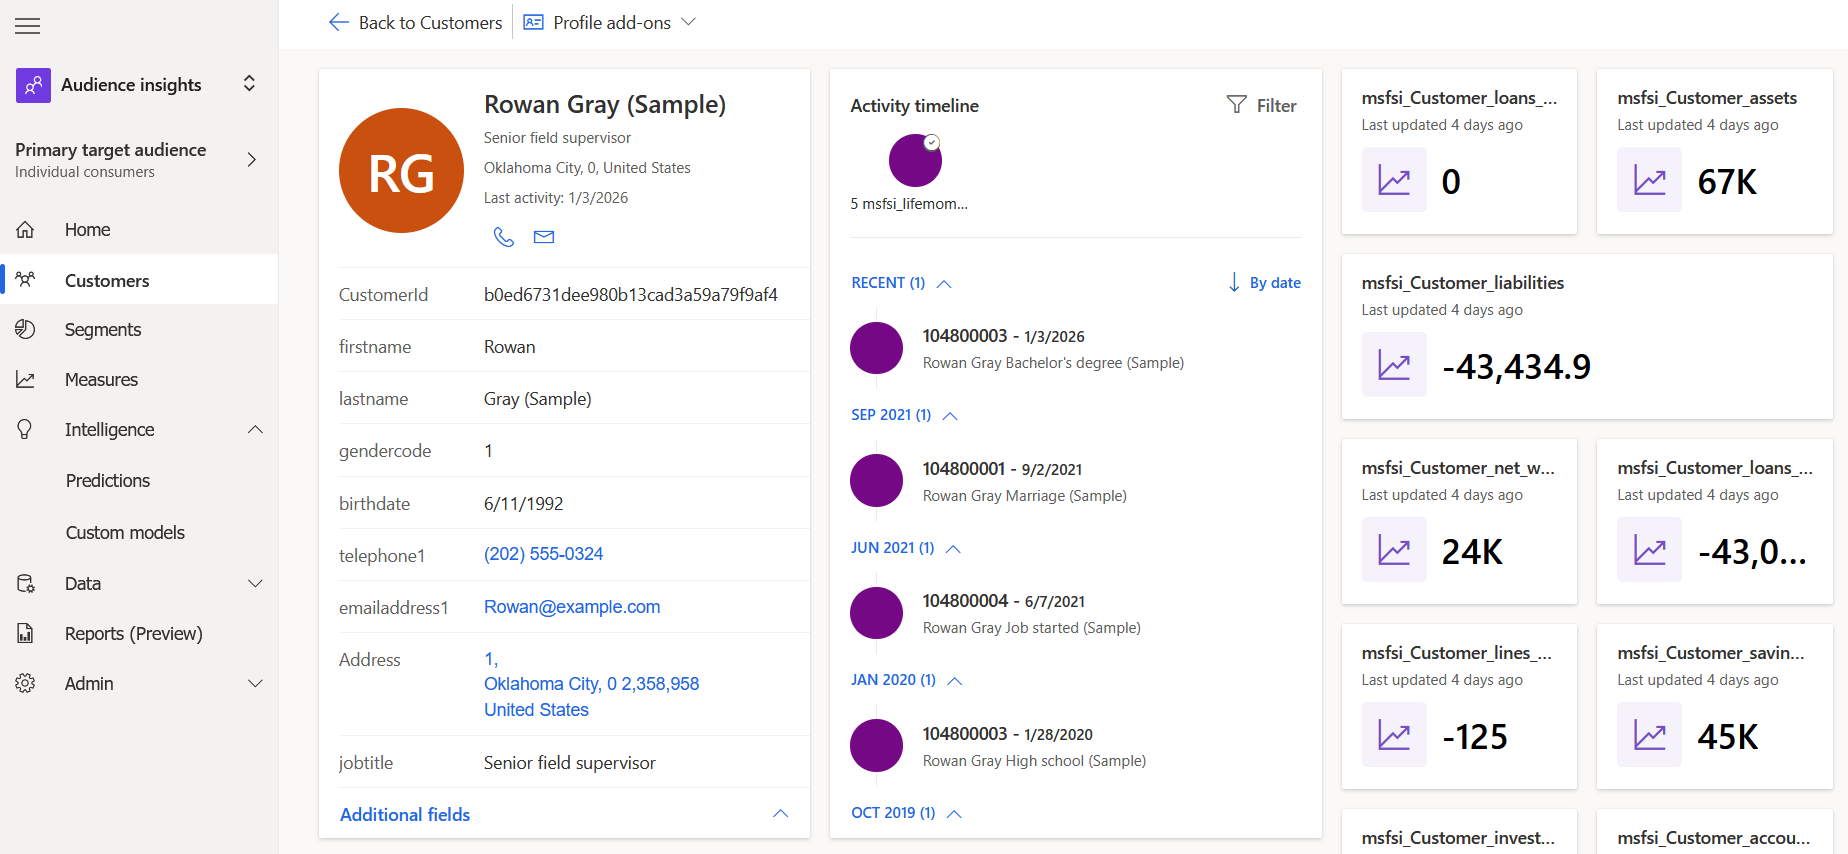 Back to Customers
Profile add-ons
Audience insights
Primary target audience
Individual consumers
Home
Customers
Segments
Measures
Intelligence
Predictions
Custom models
Data
Reports (Preview)
Admin
RG
Rowan Gray (Sample)
Senior field supervisor
Oklahoma City, 0, United States
Last activity: 1/3/2026
CustomerId b0ed6731dee980b13cad3a59a79f9af4
firstname Rowan
lastname Gray (Sample)
gendercode 1
birthdate 6/11/1992
telephone1 (202) 555-0324
emailaddress1 Rowan@example.com
Address 1,
Oklahoma City, 0 2,358,958
United States
jobtitle Senior field supervisor
Additional fields
Activity timeline
Filter
5 msfsi_lifemom...
RECENT (1)
By date
104800003 - 1/3/2026
Rowan Gray Bachelor's degree (Sample)
SEP 2021 (1)
104800001 - 9/2/2021
Rowan Gray Marriage (Sample)
JUN 2021 (1)
104800004 - 6/7/2021
Rowan Gray Job started (Sample)
JAN 2020 (1)
104800003 - 1/28/2020
Rowan Gray High school (Sample)
OCT 2019 (1)
msfsi_Customer_loans_...
Last updated 4 days ago
0
msfsi_Customer_assets
Last updated 4 days ago
67K
msfsi_Customer_liabilities
Last updated 4 days ago
-43,434.9
msfsi_Customer_net_w...
Last updated 4 days ago
24K
msfsi_Customer_loans_...
Last updated 4 days ago
-43,0...
msfsi_Customer_lines_...
Last updated 4 days ago
-125
msfsi_Customer_savin...
Last updated 4 days ago
45K
msfsi_Customer_invest...
msfsi_Customer_accou...